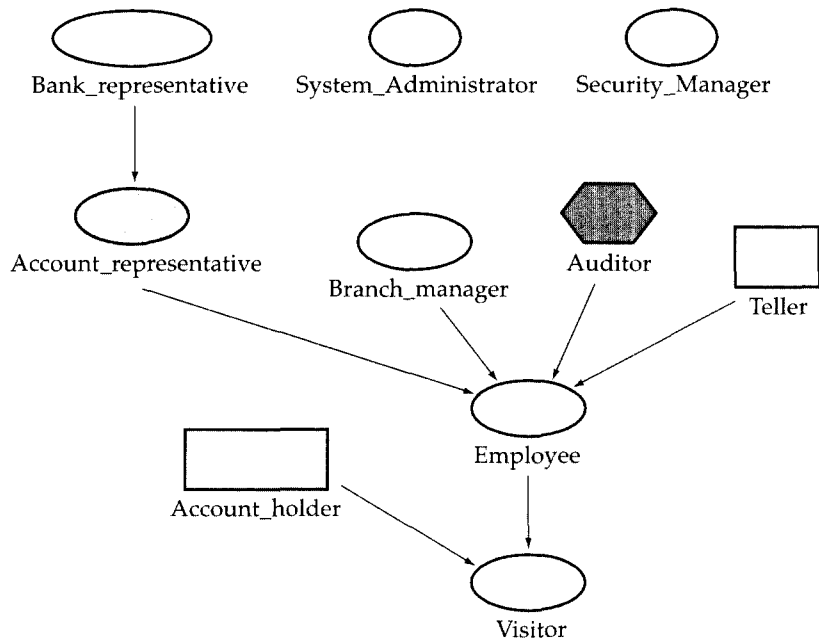 Bank_representative
System_Administrator
Security_Manager
Account_representative
Branch_manager
Auditor
Teller
Employee
Account_holder
Visitor